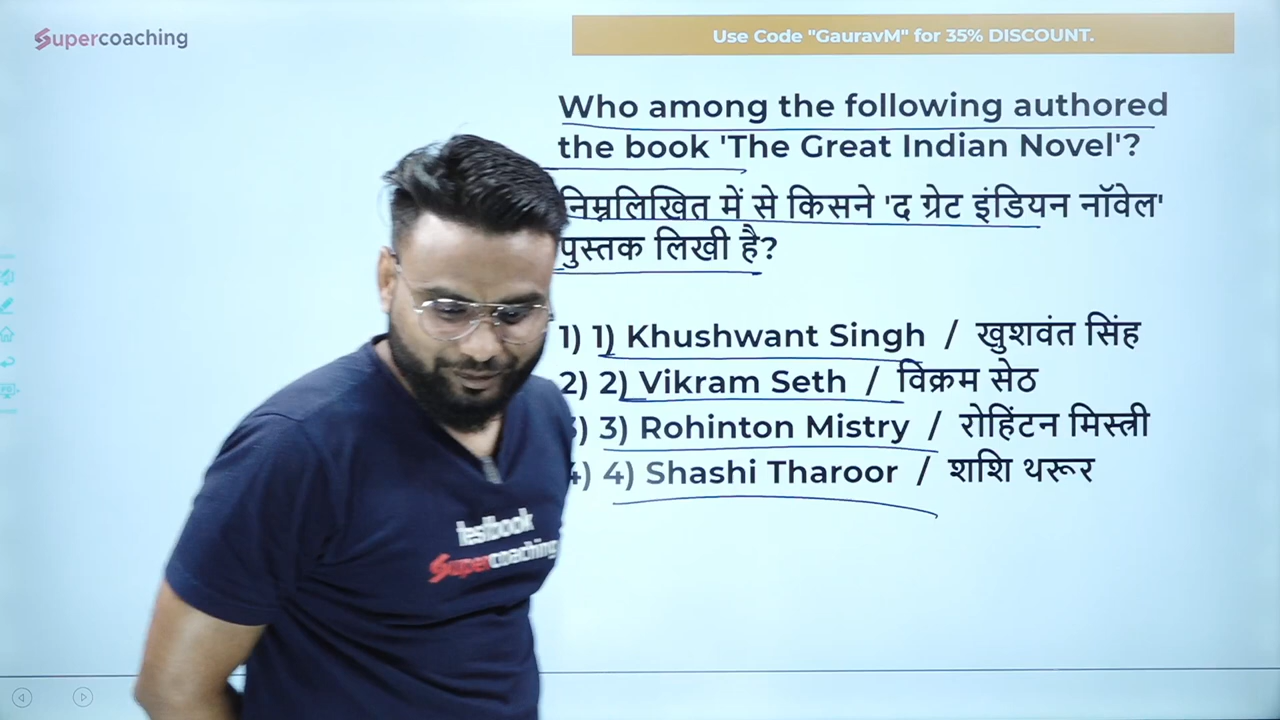 Supercoaching
Use Code "GauravM" for 35% DISCOUNT.
Who among the following authored
the book 'The Great Indian Novel'?
निम्नलिखित में से किसने 'द ग्रेट इंडियन नॉवेल'
पुस्तक लिखी है?
1) 1) Khushwant Singh / खुशवंत सिंह
2) 2) Vikram Seth / विक्रम सेठ
3) 3) Rohinton Mistry / रोहिंटन मिस्त्री
4) 4) Shashi Tharoor / शशि थरूर
testbook
Supercoaching